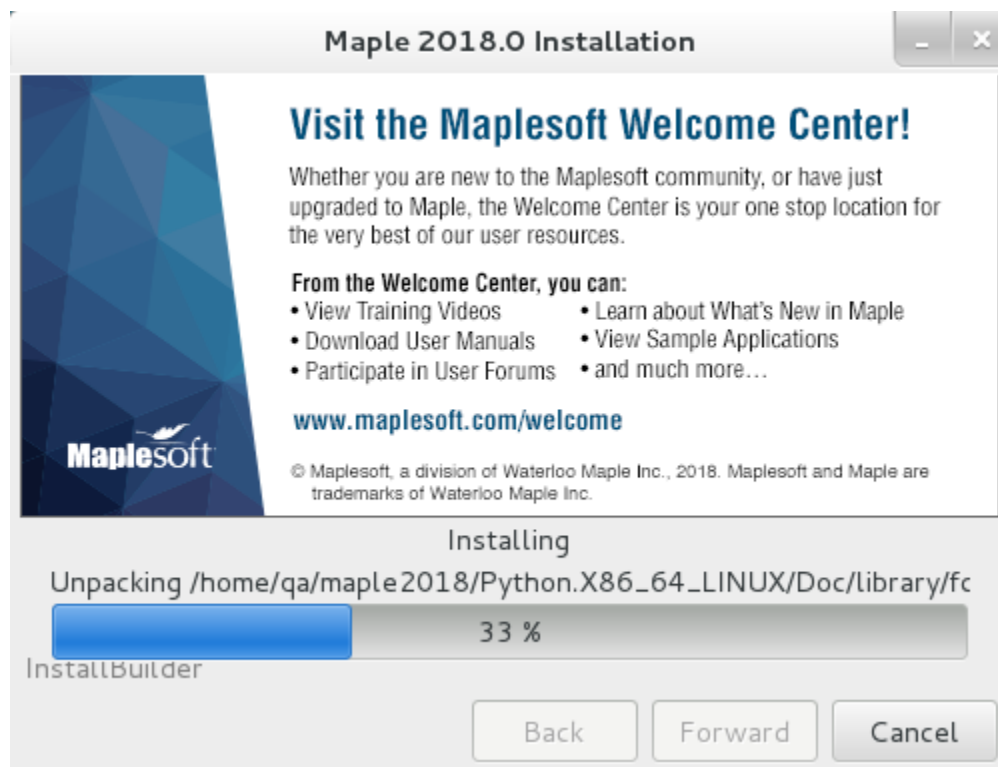 Maple 2018.0 Installation
Visit the Maplesoft Welcome Center!
Whether you are new to the Maplesoft community, or have just
upgraded to Maple, the Welcome Center is your one stop location for
the very best of our user resources.
From the Welcome Center, you can:
• View Training Videos
• Download User Manuals
• Participate in User Forums
• Learn about What's New in Maple
• View Sample Applications
• and much more...
www.maplesoft.com/welcome
Maplesoft
© Maplesoft, a division of Waterloo Maple Inc., 2018. Maplesoft and Maple are
trademarks of Waterloo Maple Inc.
Installing
Unpacking /home/qa/maple2018/Python.X86_64_LINUX/Doc/library/fc
33 %
InstallBuilder
Back
Forward
Cancel